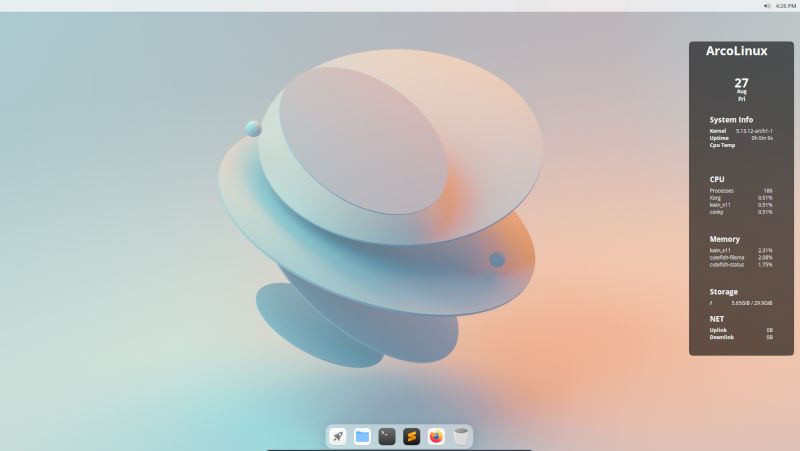 4:26 PM
ArcoLinux
27
Aug
Fri
System Info
Kernel 5.13.12-arch1-1
Uptime 0h 0m 9s
Cpu Temp
CPU
Processes 186
Xorg 0.51%
kwin_x11 0.51%
conky 0.51%
Memory
kwin_x11 2.31%
cutefish-filema 2.08%
cutefish-status 1.75%
Storage
/ 5.65GiB / 29.9GiB
NET
Uplink 0B
Downlink 0B